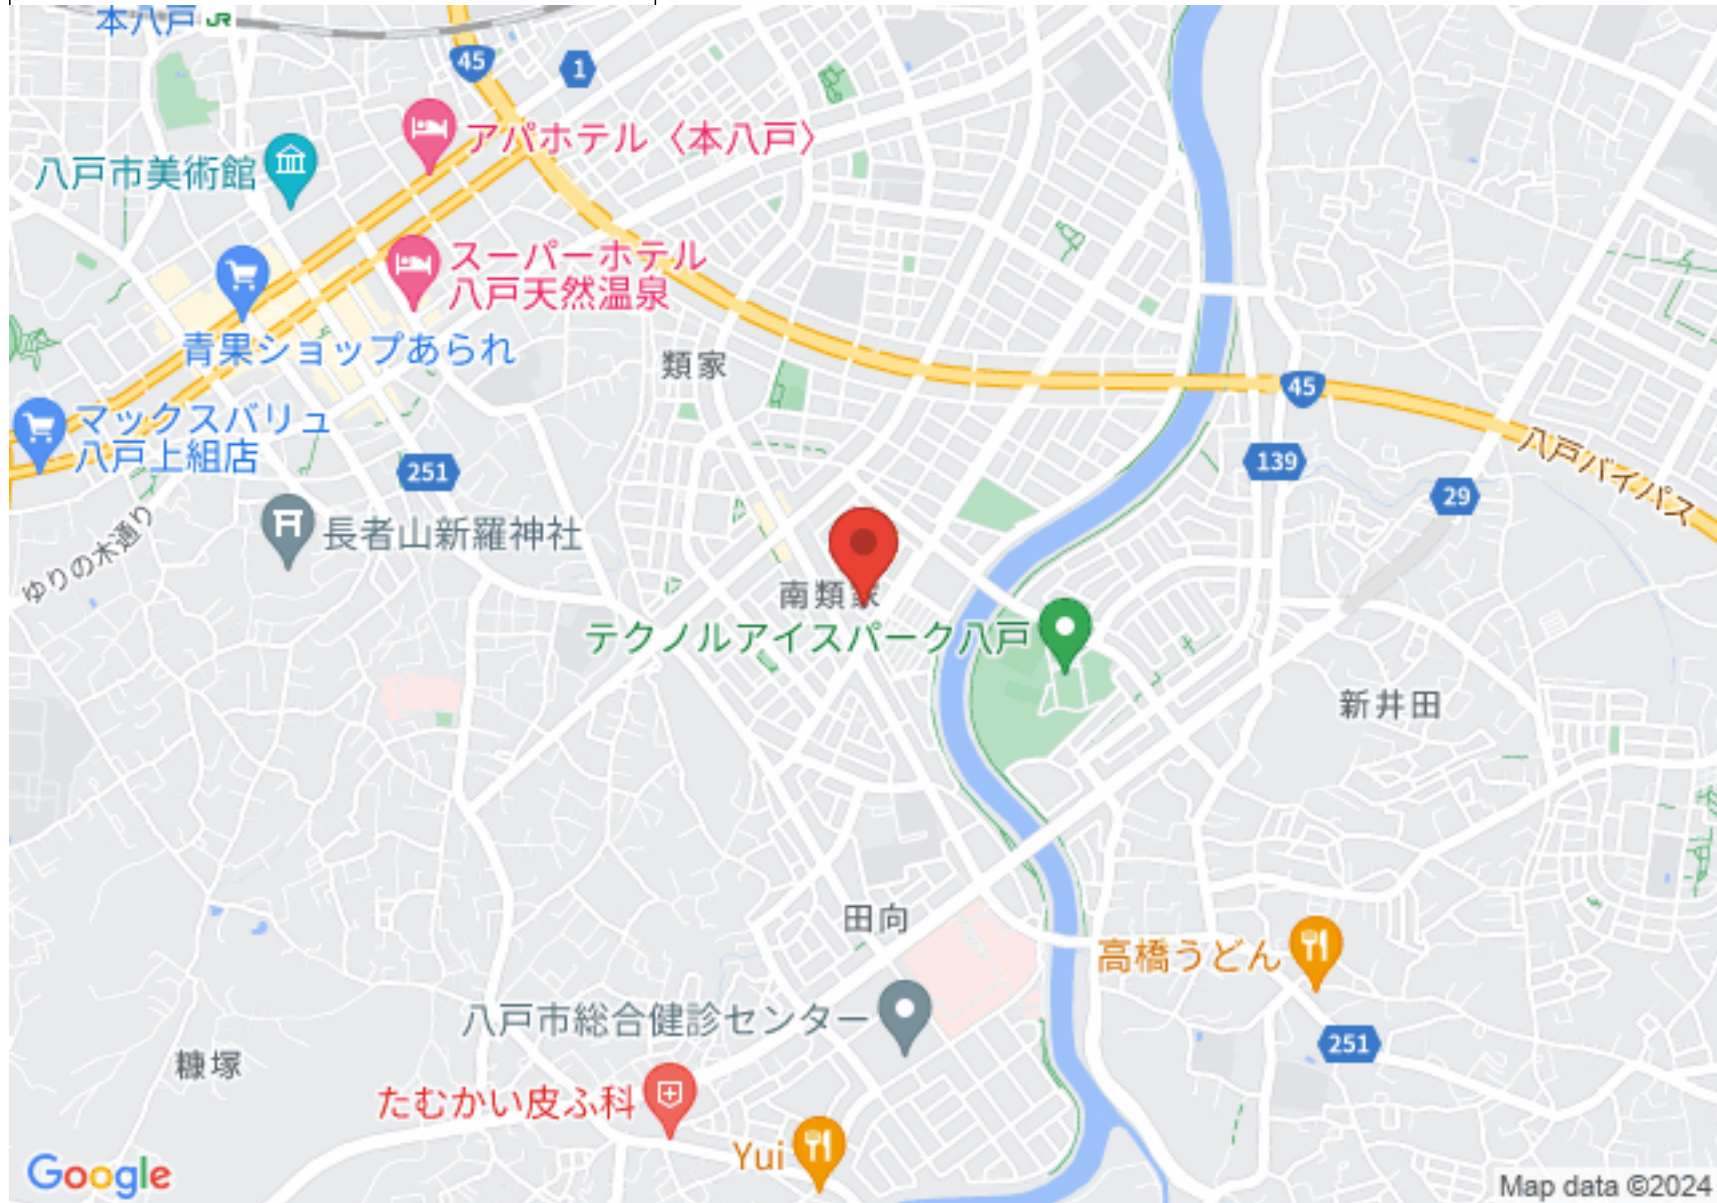 本八戸 JR
45
1
アパホテル〈本八戸〉
八戸市美術館
スーパーホテル
八戸天然温泉
青果ショップあられ
類家
45
マックスバリュ
八戸上組店
251
139
29
八戸バイパス
長者山新羅神社
ゆりの木通り
南類家
テクノルアイスパーク八戸
新井田
田向
高橋うどん
八戸市総合健診センター
251
糠塚
たむかい皮ふ科
Yui
Google
Map data ©2024